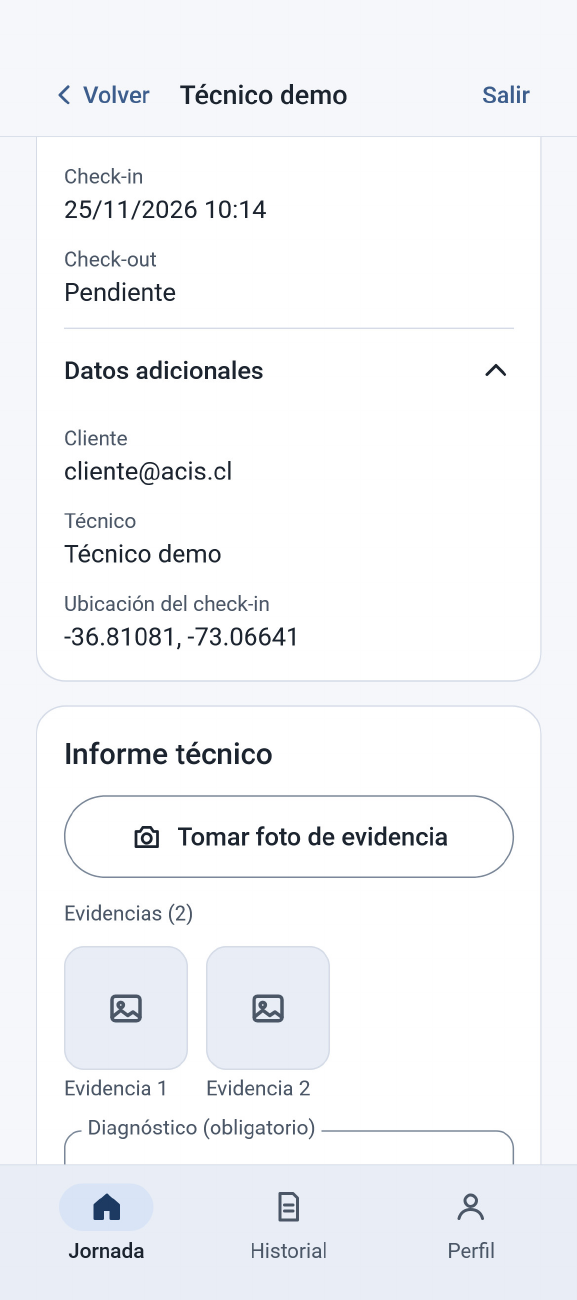 Volver
Técnico demo
Salir
Check-in
25/11/2026 10:14
Check-out
Pendiente
Datos adicionales
Cliente
cliente@acis.cl
Técnico
Técnico demo
Ubicación del check-in
-36.81081, -73.06641
Informe técnico
Tomar foto de evidencia
Evidencias (2)
Evidencia 1
Evidencia 2
Diagnóstico (obligatorio)
Jornada
Historial
Perfil